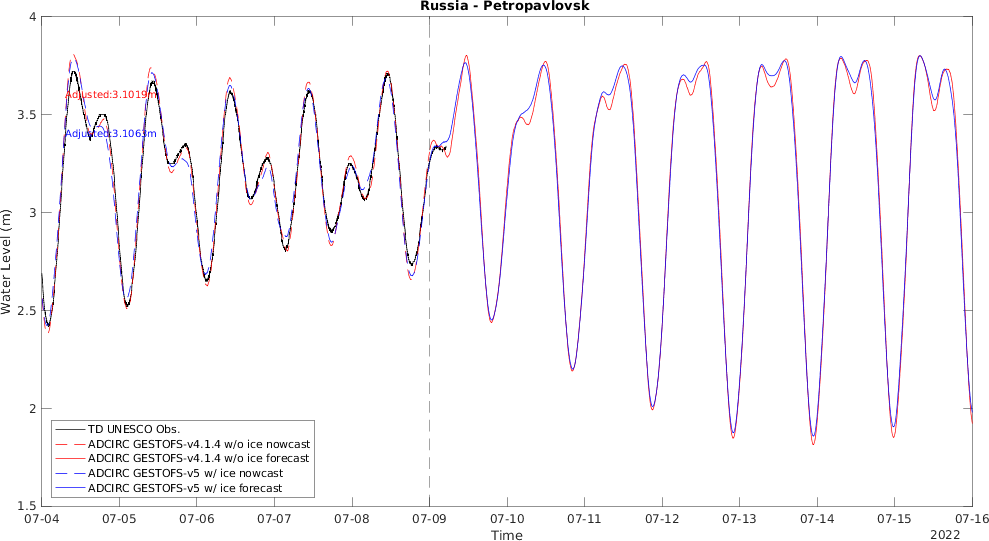 Russia - Petropavlovsk
4
3.5
3
2.5
2
1.5
Water Level (m)
Adjusted:3.1019m
Adjusted:3.1063m
TD UNESCO Obs.
ADCIRC GESTOFS-v4.1.4 w/o ice nowcast
ADCIRC GESTOFS-v4.1.4 w/o ice forecast
ADCIRC GESTOFS-v5 w/ ice nowcast
ADCIRC GESTOFS-v5 w/ ice forecast
07-04 07-05 07-06 07-07 07-08 07-09 07-10 07-11 07-12 07-13 07-14 07-15 07-16
Time
2022